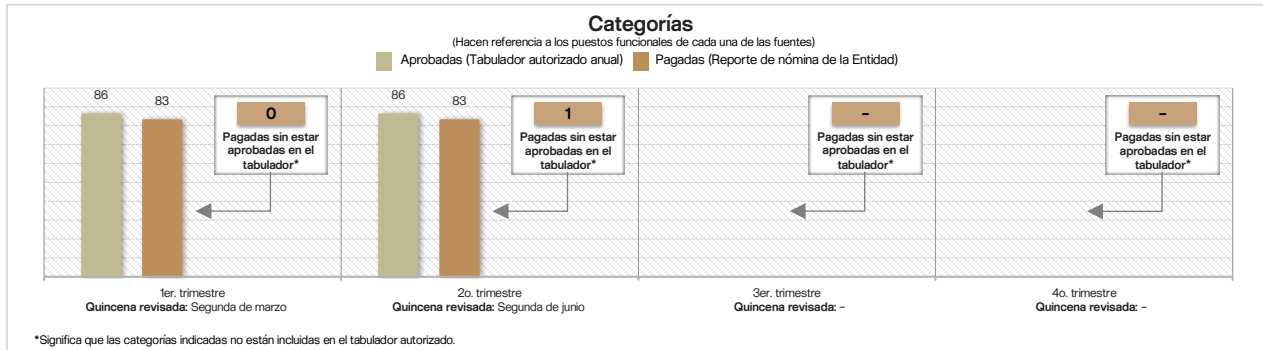 Categorías
(Hacen referencia a los puestos funcionales de cada una de las fuentes)
Aprobadas (Tabulador autorizado anual) Pagadas (Reporte de nómina de la Entidad)
86
83
0
Pagadas sin estar
aprobadas en el
tabulador*
86
83
1
Pagadas sin estar
aprobadas en el
tabulador*
-
Pagadas sin estar
aprobadas en el
tabulador*
-
Pagadas sin estar
aprobadas en el
tabulador*
1er. trimestre
Quincena revisada: Segunda de marzo
2o. trimestre
Quincena revisada: Segunda de junio
3er. trimestre
Quincena revisada: -
4o. trimestre
Quincena revisada: -
*Significa que las categorías indicadas no están incluidas en el tabulador autorizado.